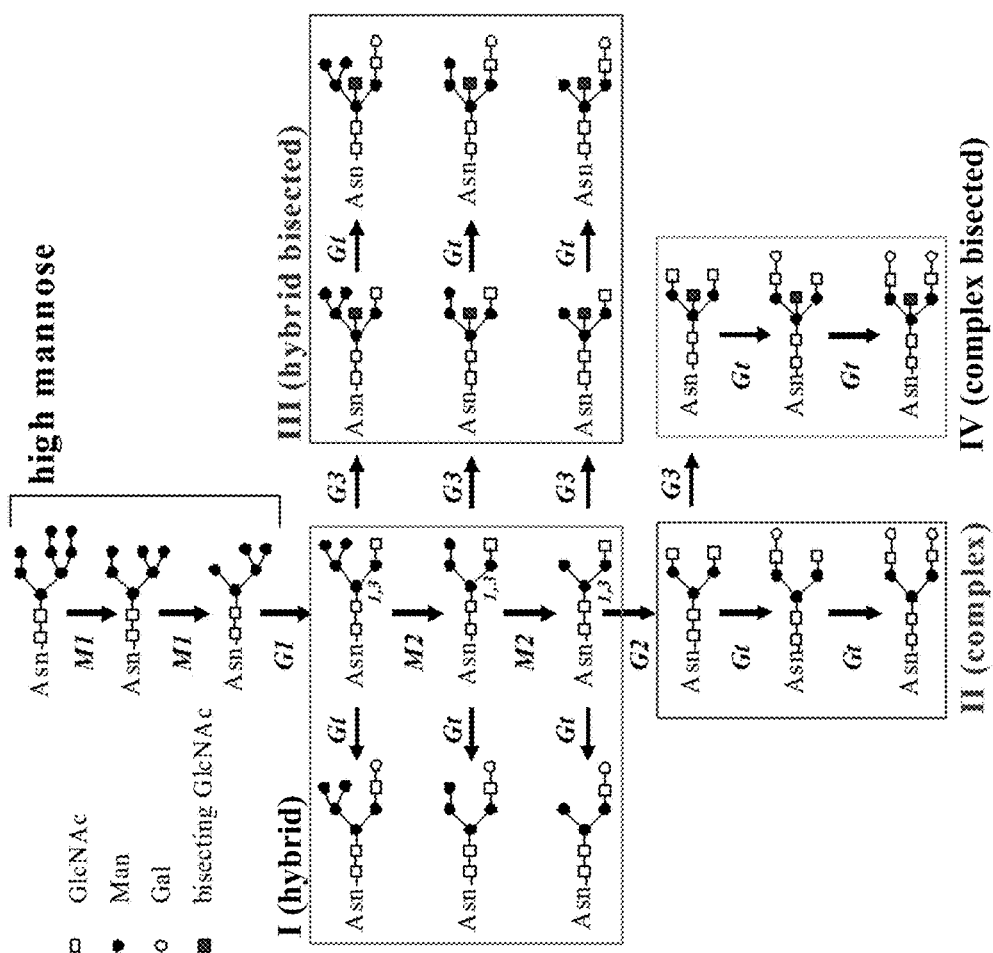 GlcNAc
Man
Gal
bisecting GlcNAc
high mannose
Asn
M1
Asn
M1
Asn
G1
I (hybrid)
Asn
Gt
Asn
1,3
G3
Asn
Gt
Asn
M2
Asn
Gt
Asn
1,3
G3
Asn
Gt
Asn
M2
Asn
Gt
Asn
1,3
G3
Asn
Gt
Asn
III (hybrid bisected)
G2
Asn
G3
Asn
Gt
Gt
Asn
Asn
Gt
Gt
Asn
Asn
II (complex)
IV (complex bisected)